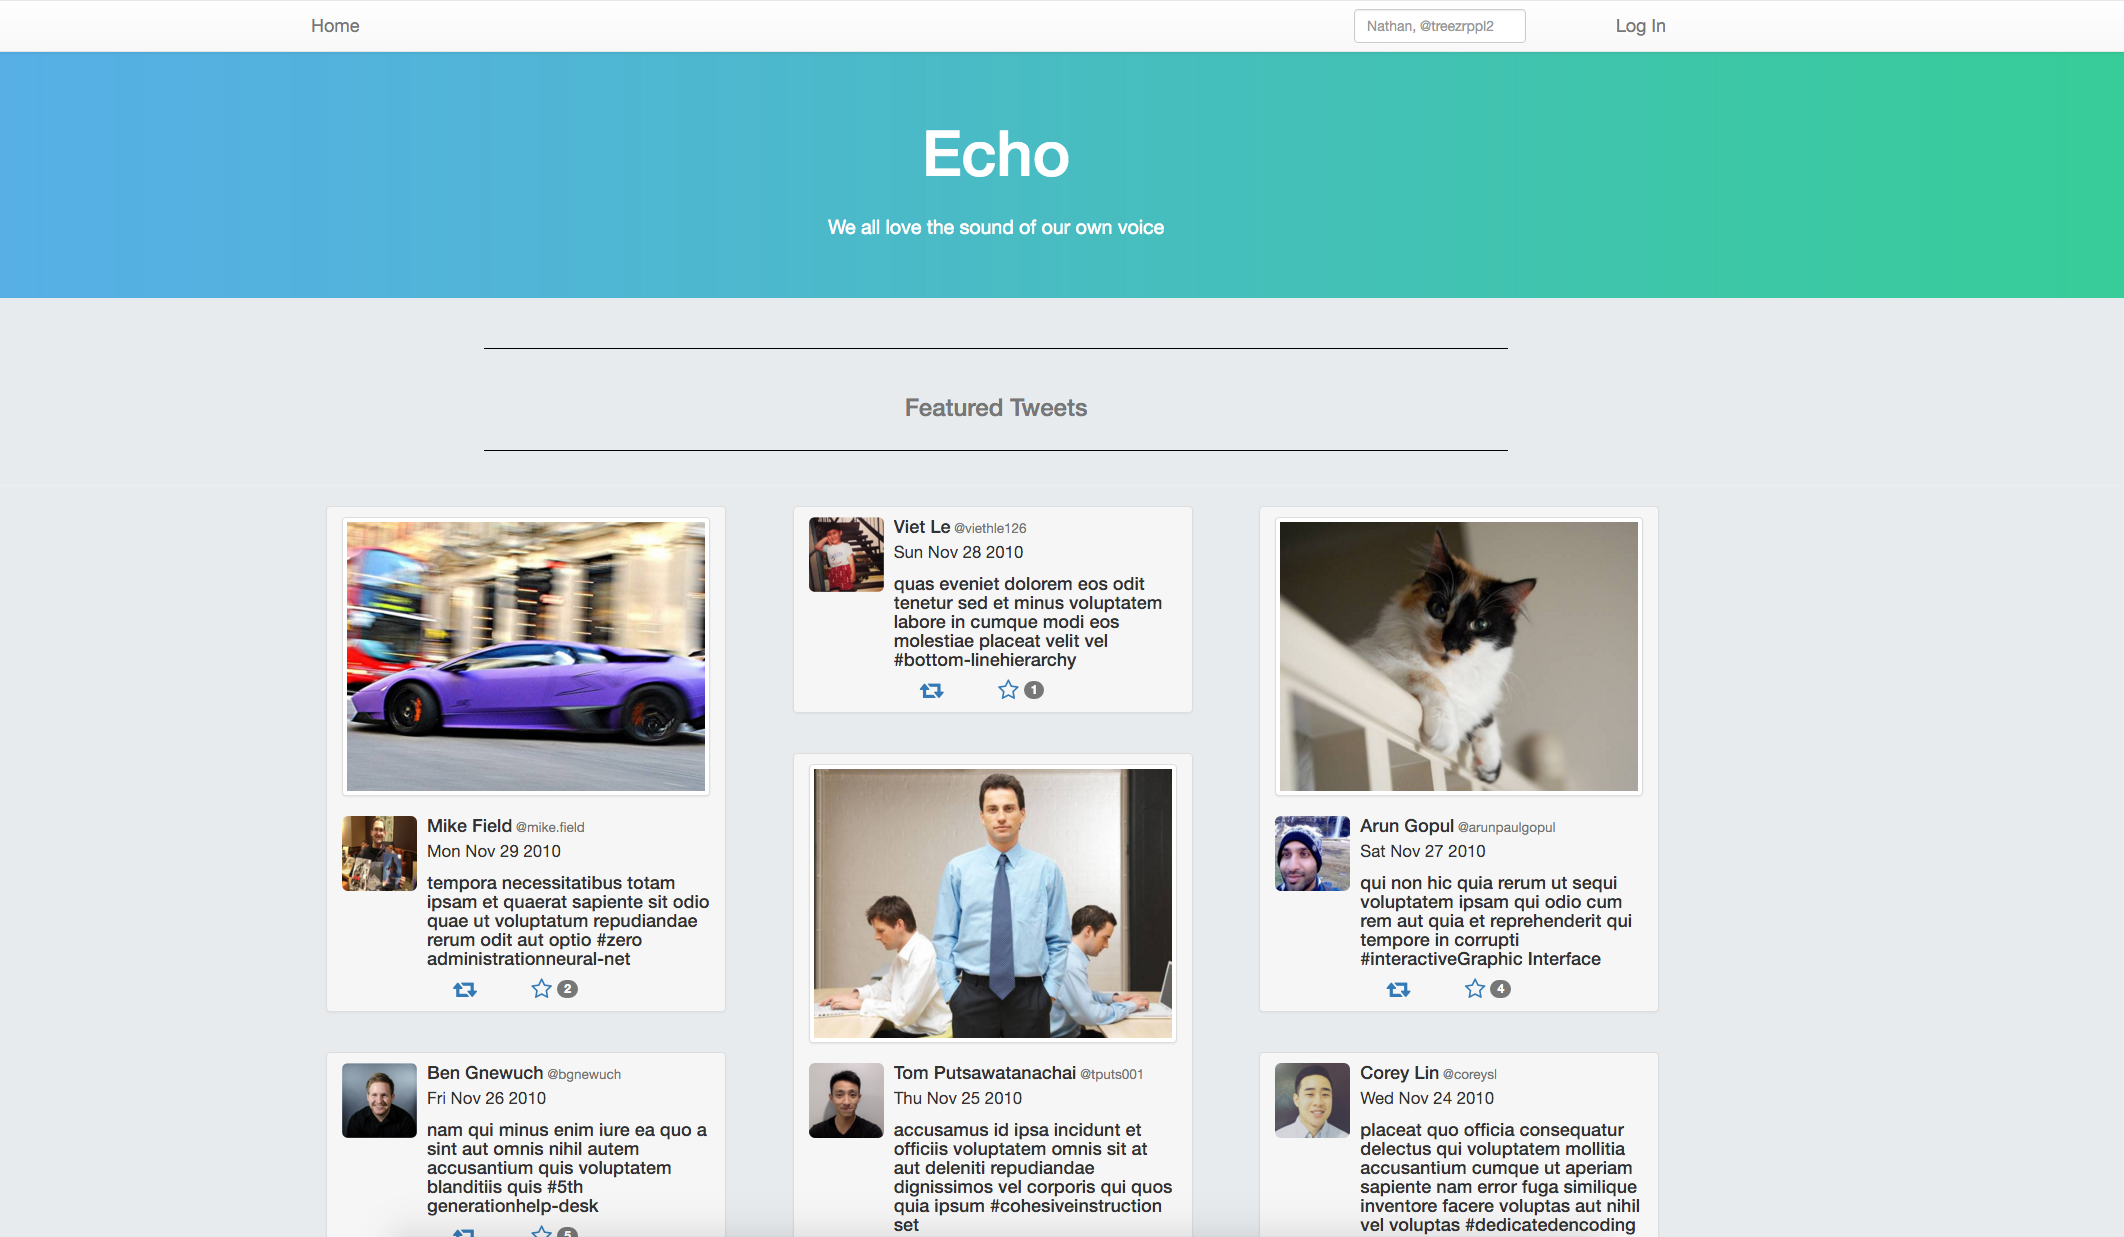 Home
Nathan, @treezrppl2
Log In
Echo
We all love the sound of our own voice
Featured Tweets
Mike Field @mike.field
Mon Nov 29 2010
tempora necessitatibus totam
ipsam et quaerat sapiente sit odio
quae ut voluptatum repudiandae
rerum odit aut optio #zero
administrationneural-net
2
Ben Gnewuch @bgnewuch
Fri Nov 26 2010
nam qui minus enim iure ea quo a
sint aut omnis nihil autem
accusantium quis voluptatem
blanditiis quis #5th
generationhelp-desk
5
Viet Le @viethle126
Sun Nov 28 2010
quas eveniet dolorem eos odit
tenetur sed et minus voluptatem
labore in cumque modi eos
molestiae placeat velit vel
#bottom-linehierarchy
1
Tom Putsawatanachai @tputs001
Thu Nov 25 2010
accusamus id ipsa incidunt et
officiis voluptatem omnis sit at
aut deleniti repudiandae
dignissimos vel corporis qui quos
quia ipsum #cohesiveinstruction
set
Arun Gopul @arunpaulgopul
Sat Nov 27 2010
qui non hic quia rerum ut sequi
voluptatem ipsam qui odio cum
rem aut quia et reprehenderit qui
tempore in corrupti
#interactiveGraphic Interface
4
Corey Lin @coreysl
Wed Nov 24 2010
placeat quo officia consequatur
delectus qui voluptatem mollitia
accusantium cumque ut aperiam
sapiente nam error fuga similique
inventore facere voluptas aut nihil
vel voluptas #dedicatedencoding